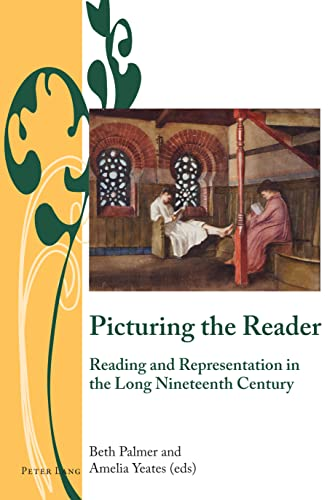 Picturing the Reader
Reading and Representation in
the Long Nineteenth Century
Beth Palmer and
Amelia Yeates (eds)
Peter Lang